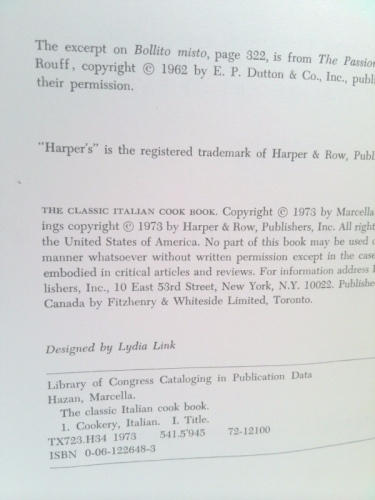 The excerpt on Bollito misto, page 322, is from The Passion
Rouff, copyright © 1962 by E. P. Dutton & Co., Inc., publ
their permission.
"Harper's" is the registered trademark of Harper & Row, Publ
THE CLASSIC ITALIAN COOK BOOK. Copyright © 1973 by Marcella
ings copyright © 1973 by Harper & Row, Publishers, Inc. All right
the United States of America. No part of this book may be used o
manner whatsoever without written permission except in the case
embodied in critical articles and reviews. For information address
lishers, Inc., 10 East 53rd Street, New York, N.Y. 10022. Publishe
Canada by Fitzhenry & Whiteside Limited, Toronto.
Designed by Lydia Link
Library of Congress Cataloging in Publication Data
Hazan, Marcella.
The classic Italian cook book.
1. Cookery, Italian. I. Title.
TX723.H34 1973 541.5'945 72-12100
ISBN 0-06-122648-3